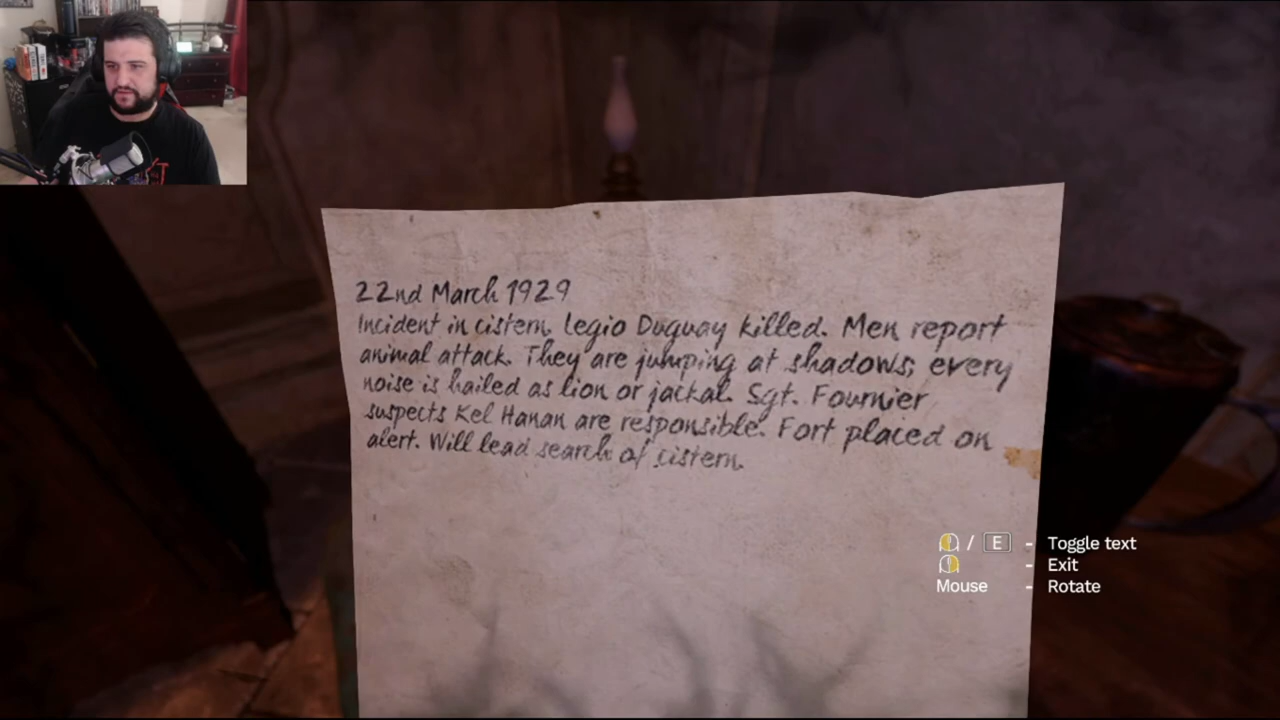 22nd March 1929
Incident in cistern. Legio Duguay killed. Men report
animal attack. They are jumping at shadows; every
noise is hailed as lion or jackal. Sgt. Fournier
suspects Kel Hanan are responsible. Fort placed on
alert. Will lead search of cistern.
/ E - Toggle text
- Exit
Mouse - Rotate